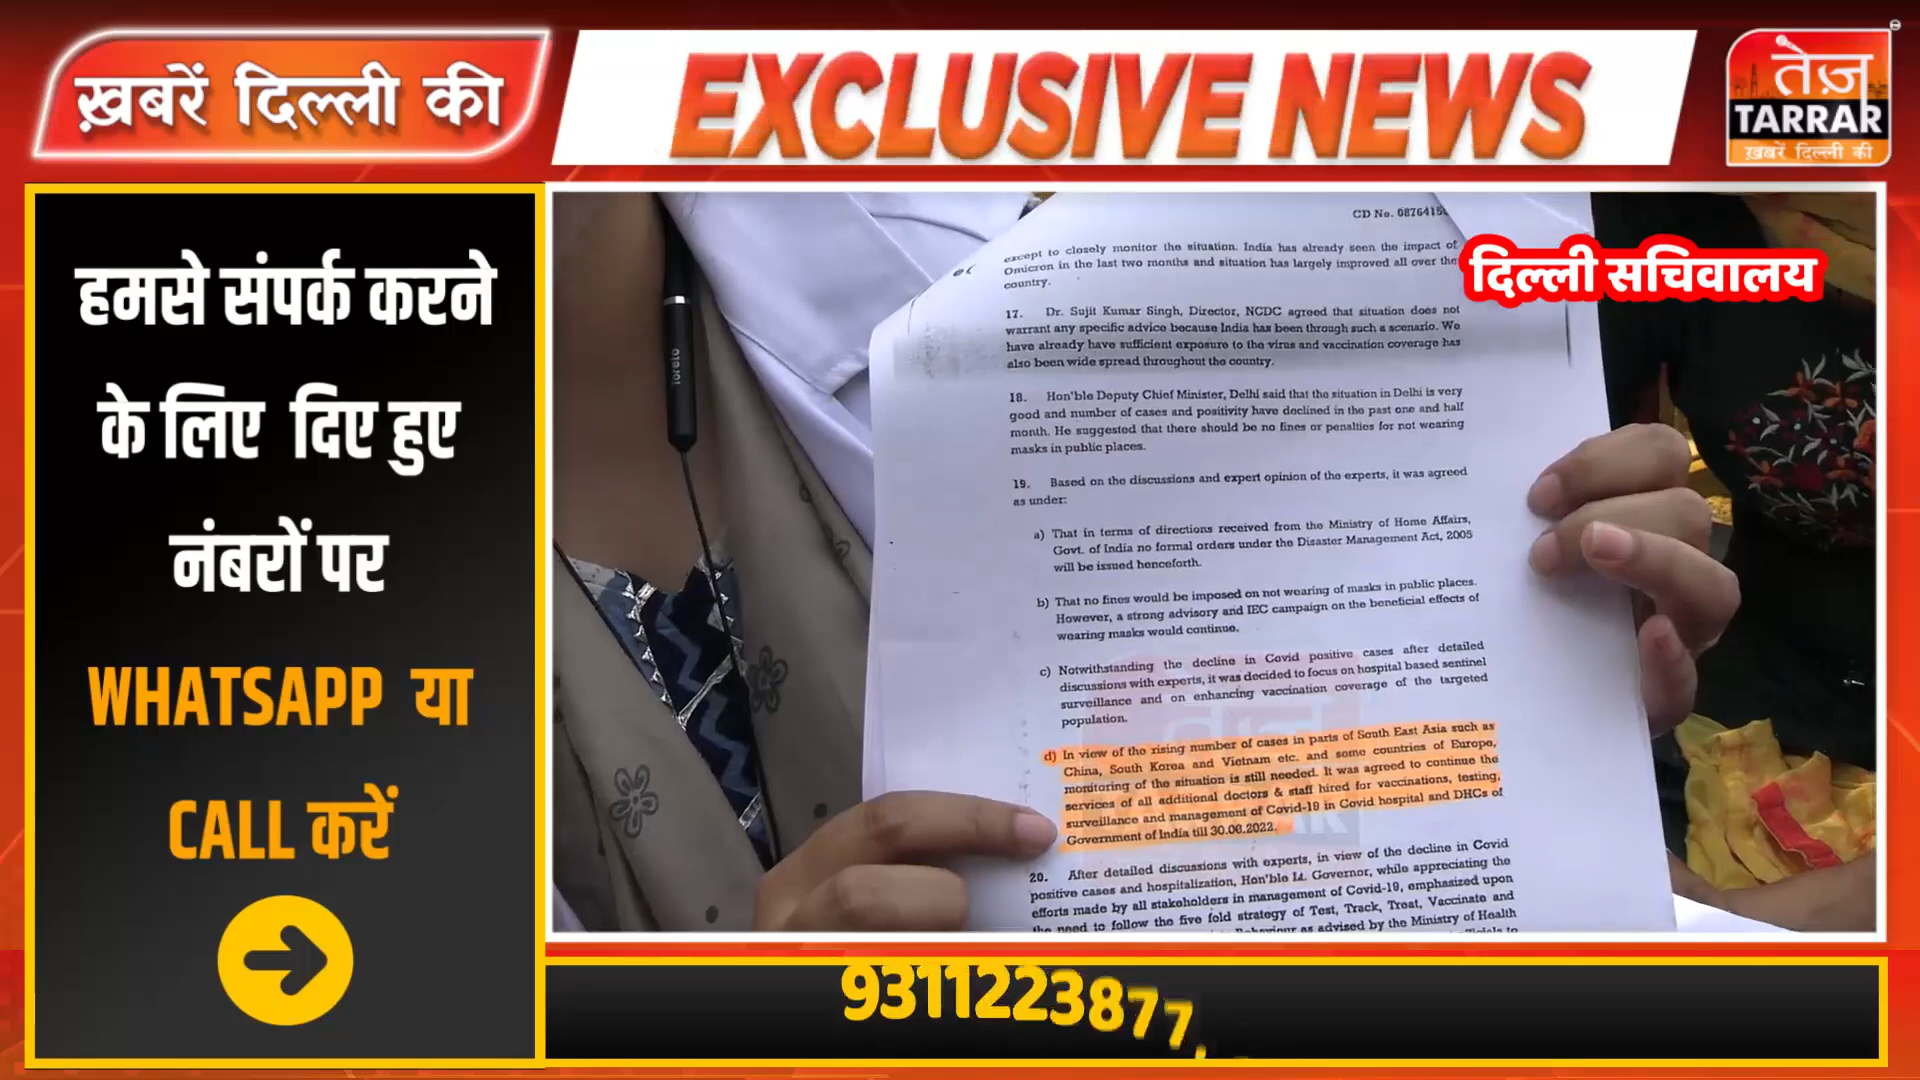 ख़बरें दिल्ली की
EXCLUSIVE NEWS
तेज़
TARRAR
ख़बरें दिल्ली की
हमसे संपर्क करने
के लिए दिए हुए
नंबरों पर
WHATSAPP या
CALL करें
दिल्ली सचिवालय
CD No.
except to closely monitor the situation. India has already seen the impact of
Omicron in the last two months and situation has largely improved all over the
country.
17. Dr. Sujit Kumar Singh, Director, NCDC agreed that situation does not
warrant any specific advice because India has been through such a scenario. We
have already have sufficient exposure to the virus and vaccination coverage has
also been wide spread throughout the country.
18. Hon'ble Deputy Chief Minister, Delhi said that the situation in Delhi is very
good and number of cases and positivity have declined in the past one and half
month. He suggested that there should be no fines or penalties for not wearing
masks in public places.
19. Based on the discussions and expert opinion of the experts, it was agreed
as under:
a) That in terms of directions received from the Ministry of Home Affairs,
Govt. of India no formal orders under the Disaster Management Act, 2005
will be issued henceforth.
b) That no fines would be imposed on not wearing of masks in public places.
However, a strong advisory and IEC campaign on the beneficial effects of
wearing masks would continue.
c) Notwithstanding the decline in Covid positive cases after detailed
discussions with experts, it was decided to focus on hospital based sentinel
surveillance and on enhancing vaccination coverage of the targeted
population.
d) In view of the rising number of cases in parts of South East Asia such as
China, South Korea and Vietnam etc. and some countries of Europe,
monitoring of the situation is still needed. It was agreed to continue the
services of all additional doctors & staff hired for vaccinations, testing,
surveillance and management of Covid-19 in Covid hospital and DHCs of
Government of India till 30.06.2022.
20. After detailed discussions with experts, in view of the decline in Covid
positive cases and hospitalization, Hon'ble Lt. Governor, while appreciating the
efforts made by all stakeholders in management of Covid-19, emphasized upon
the need to follow the five fold strategy of Test, Track, Treat, Vaccinate and
as advised by the Ministry of Health
9311223877,